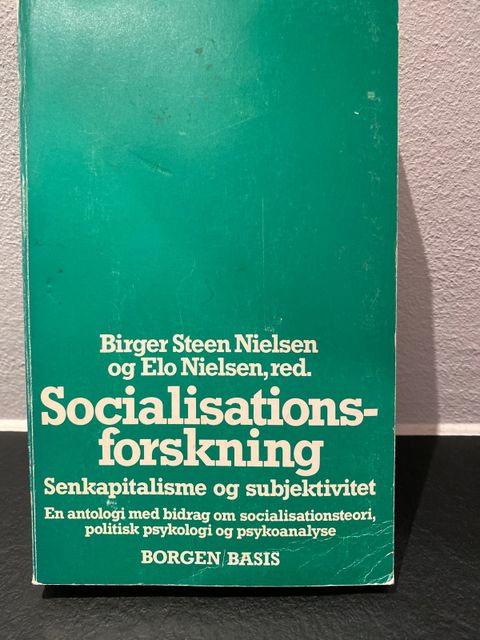 Birger Steen Nielsen
og Elo Nielsen, red.
Socialisations-
forskning
Senkapitalisme og subjektivitet
En antologi med bidrag om socialisationsteori,
politisk psykologi og psykoanalyse
BORGEN/BASIS